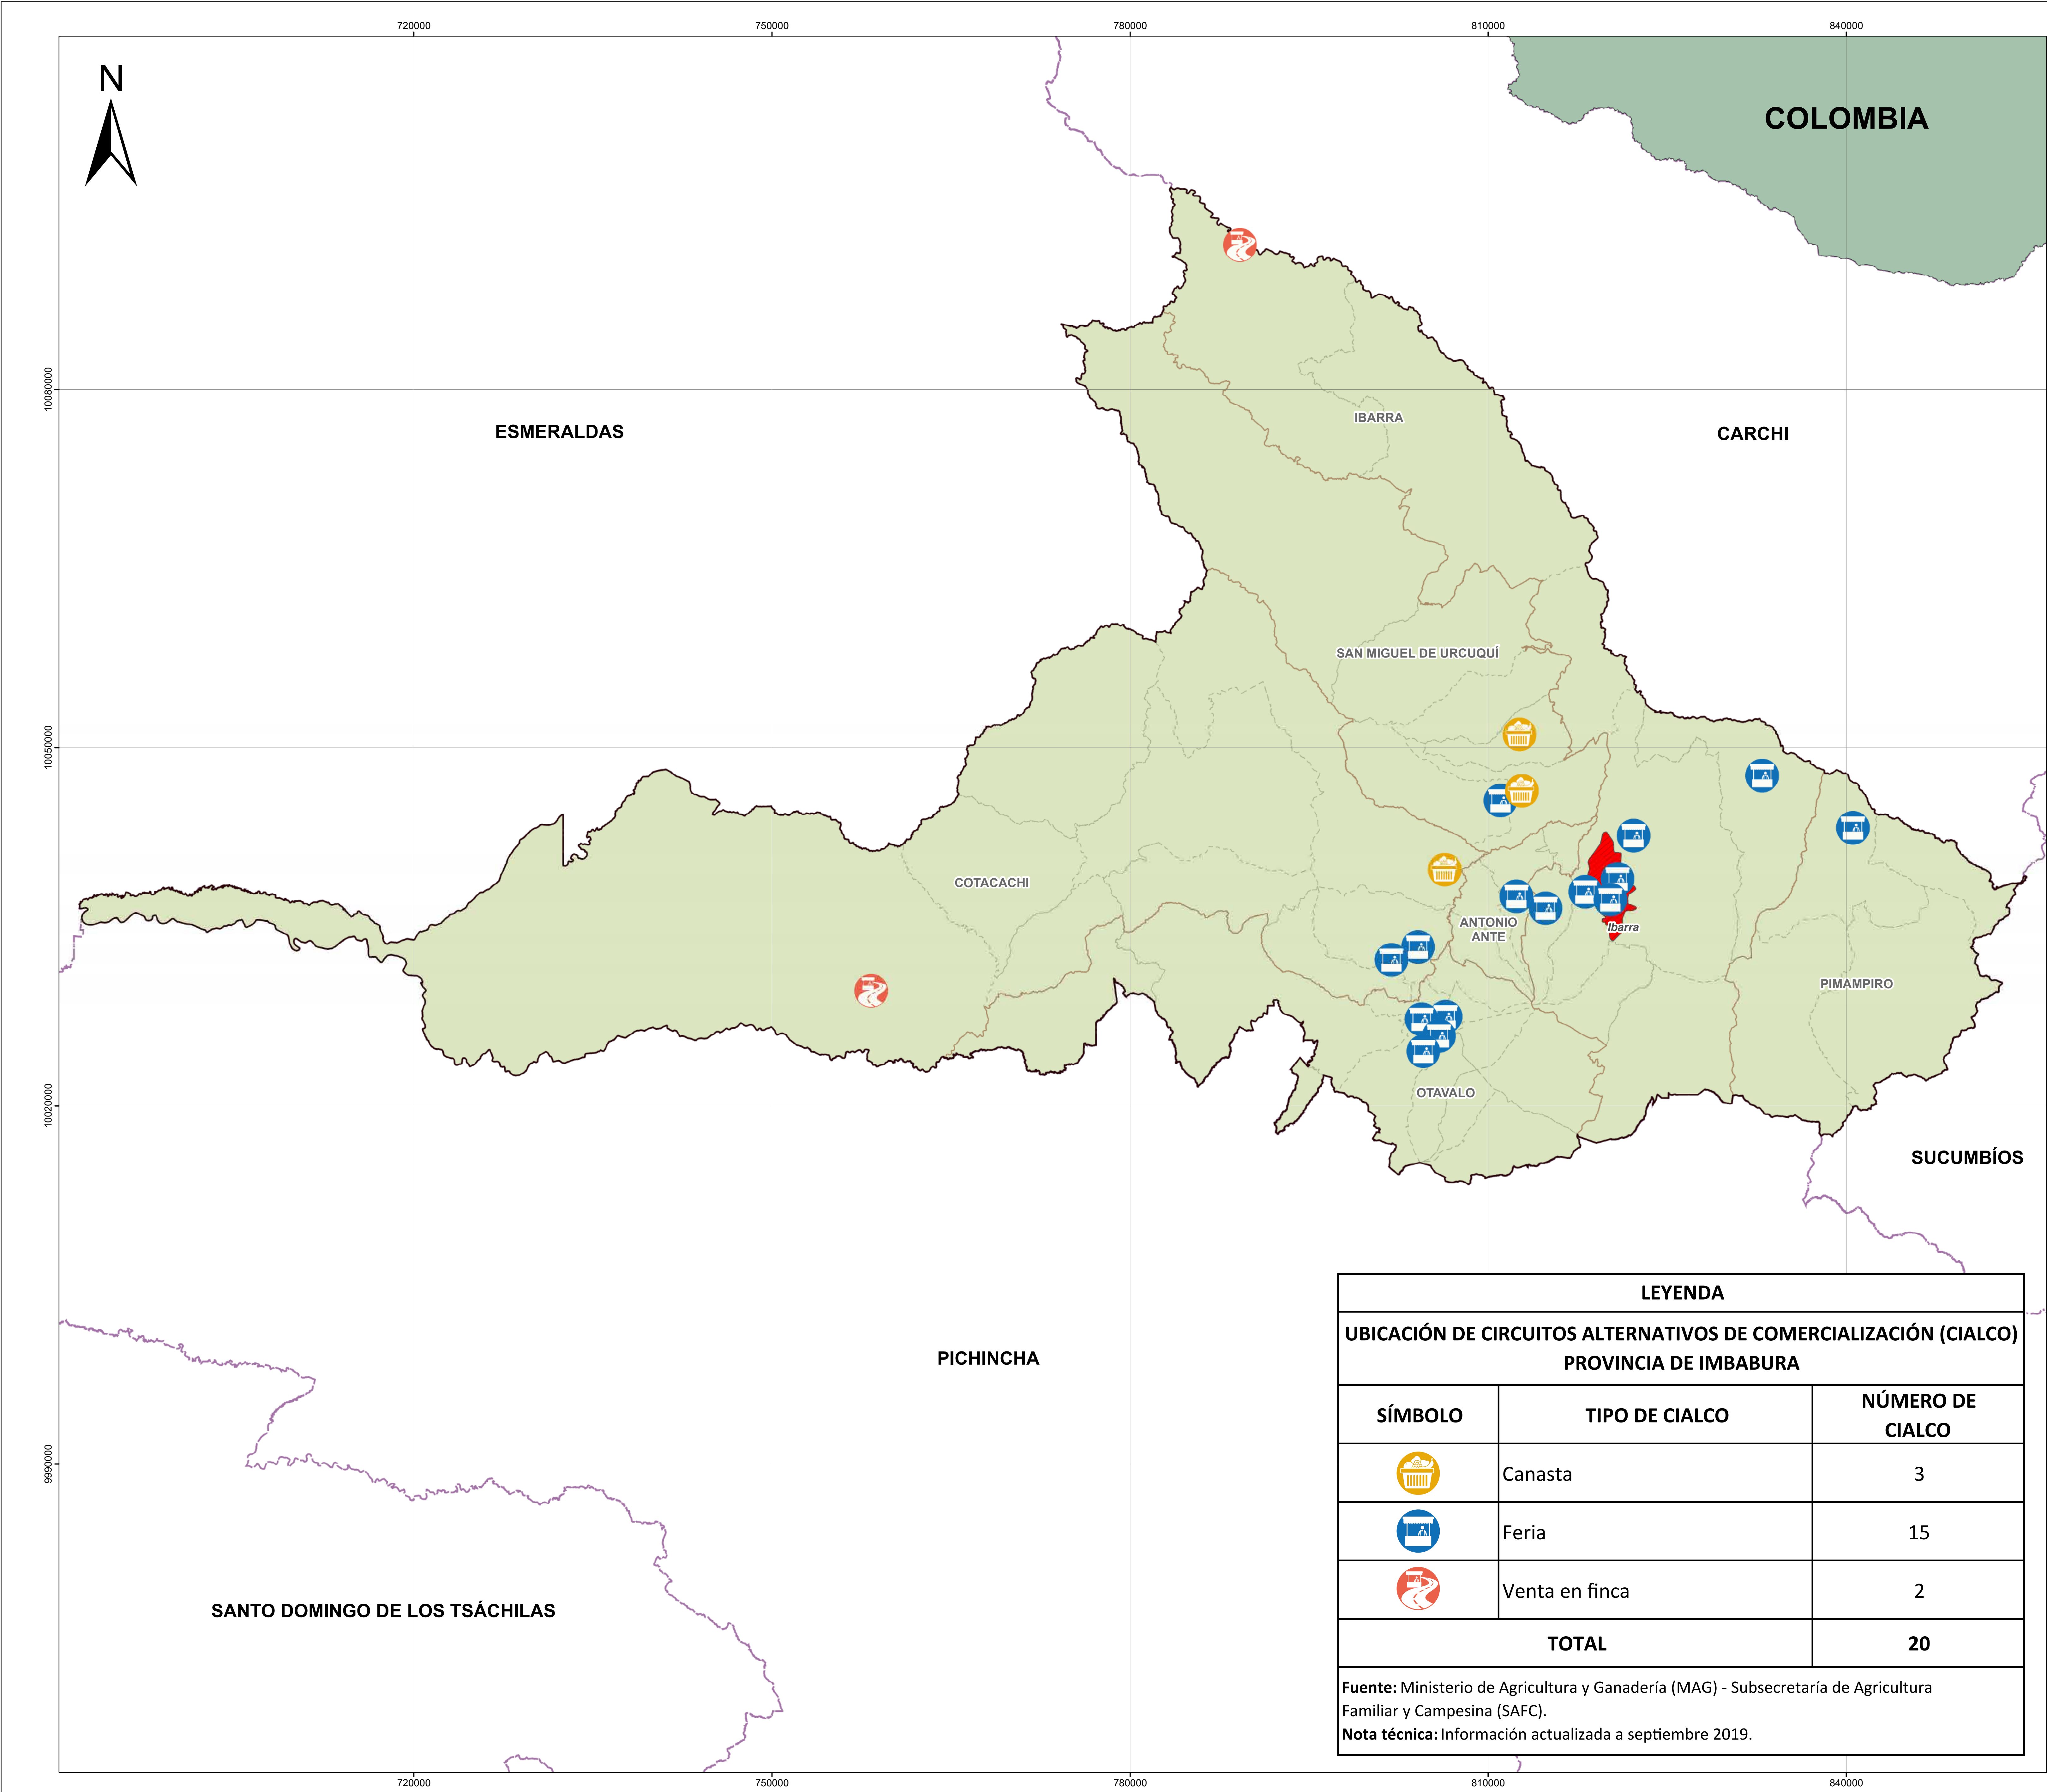 720000
750000
780000
810000
840000
N
COLOMBIA
10080000
ESMERALDAS
IBARRA
CARCHI
SAN MIGUEL DE URCUQUÍ
10050000
COTACACHI
ANTONIO
ANTE
Ibarra
PIMAMPIRO
OTAVALO
10020000
SUCUMBÍOS
PICHINCHA
9990000
SANTO DOMINGO DE LOS TSÁCHILAS
LEYENDA
UBICACIÓN DE CIRCUITOS ALTERNATIVOS DE COMERCIALIZACIÓN (CIALCO)
PROVINCIA DE IMBABURA
SÍMBOLO
TIPO DE CIALCO
NÚMERO DE
CIALCO
Canasta
3
Feria
15
Venta en finca
2
TOTAL
20
Fuente: Ministerio de Agricultura y Ganadería (MAG) - Subsecretaría de Agricultura
Familiar y Campesina (SAFC).
Nota técnica: Información actualizada a septiembre 2019.
720000
750000
780000
810000
840000